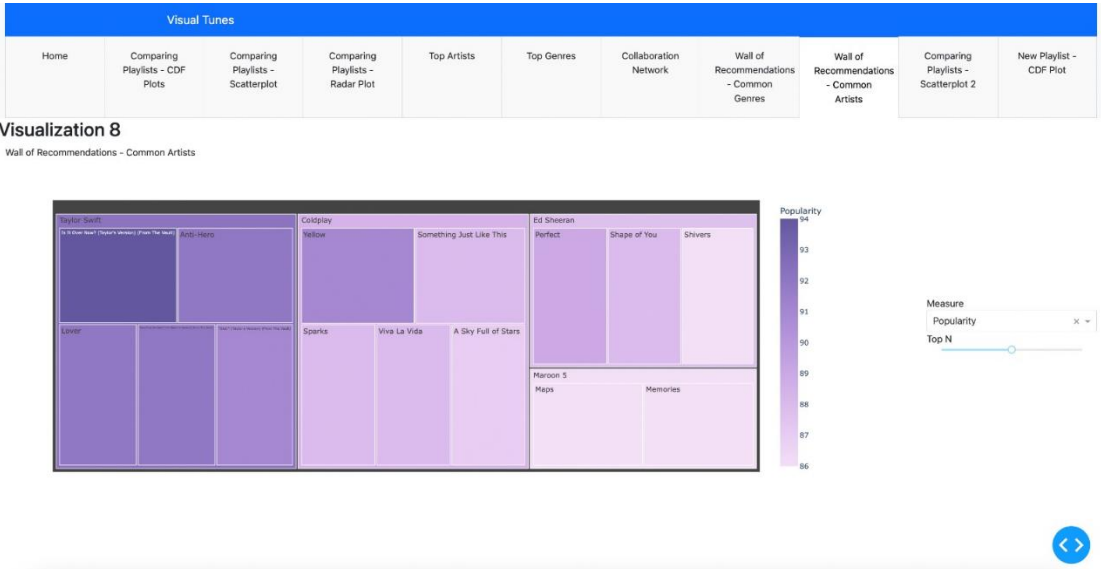 Visual Tunes
Home
Comparing
Playlists - CDF
Plots
Comparing
Playlists -
Scatterplot
Comparing
Playlists -
Radar Plot
Top Artists
Top Genres
Collaboration
Network
Wall of
Recommendations
- Common
Genres
Wall of
Recommendations
- Common
Artists
Comparing
Playlists -
Scatterplot 2
New Playlist -
CDF Plot
Visualization 8
Wall of Recommendations - Common Artists
Taylor Swift
Is It Over Now? (Taylor's Version) (From The Vault)
Anti-Hero
Lover
Coldplay
Yellow
Something Just Like This
Sparks
Viva La Vida
A Sky Full of Stars
Ed Sheeran
Perfect
Shape of You
Shivers
Maroon 5
Maps
Memories
Popularity
94
93
92
91
90
89
88
87
86
Measure
Popularity
Top N